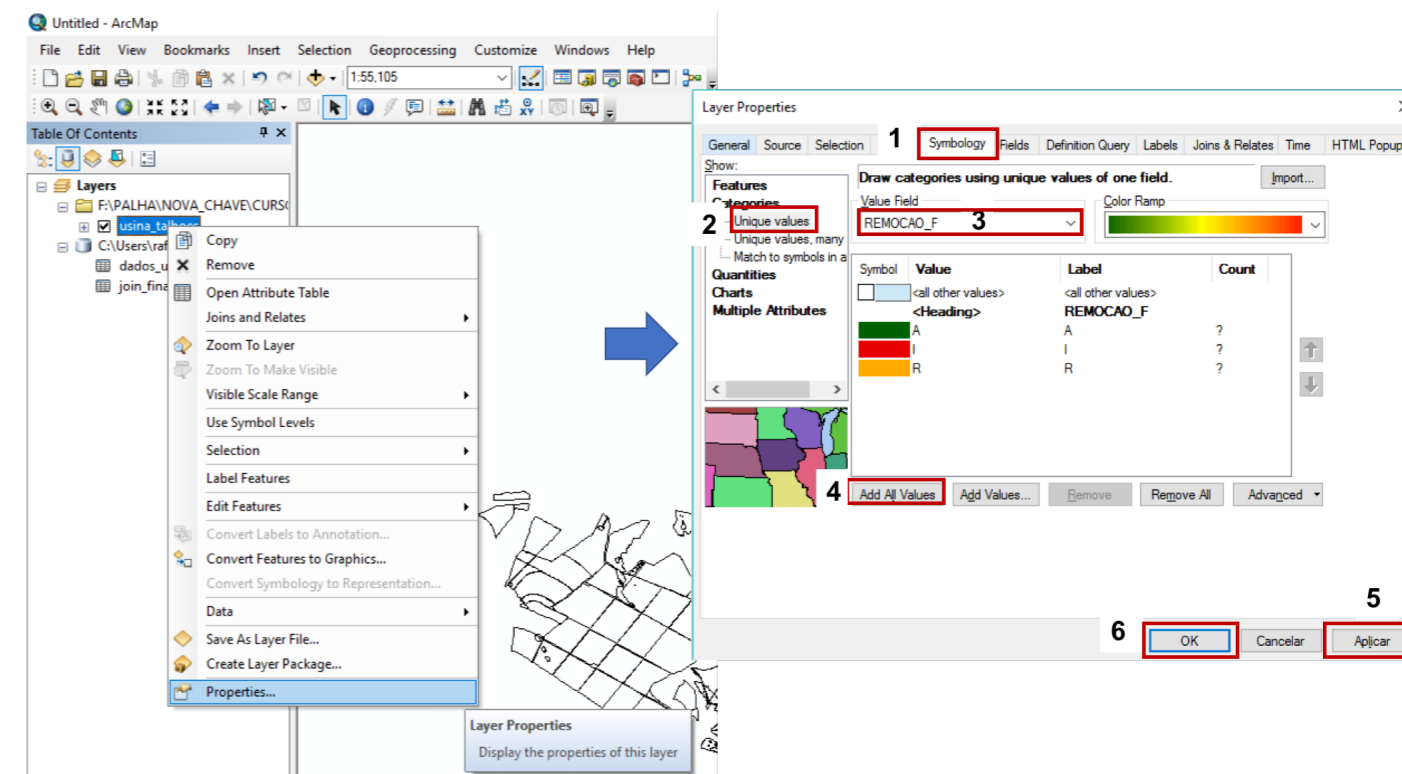 Untitled - ArcMap
File Edit View Bookmarks Insert Selection Geoprocessing Customize Windows Help
1:55,105
Table Of Contents
Layers
F:\PALHA\NOVA_CHAVE\CURS
usina_talhoes
C:\Users\raf
dados_u
join_fina
Copy
Remove
Open Attribute Table
Joins and Relates
Zoom To Layer
Zoom To Make Visible
Visible Scale Range
Use Symbol Levels
Selection
Label Features
Edit Features
Convert Labels to Annotation...
Convert Features to Graphics...
Convert Symbology to Representation...
Data
Save As Layer File...
Create Layer Package...
Properties...
Layer Properties
Display the properties of this layer
Layer Properties
General Source Selection 1 Symbology Fields Definition Query Labels Joins & Relates Time HTML Popup
Show:
Features
Categories
2 Unique values
Unique values, many
Match to symbols in a
Quantities
Charts
Multiple Attributes
Draw categories using unique values of one field.
Import...
Value Field
Color Ramp
REMOCAO_F 3
Symbol Value Label Count
<all other values> <all other values>
<Heading> REMOCAO_F
A A ?
I I ?
R R ?
4 Add All Values Add Values... Remove Remove All Advanced
5
6 OK Cancelar Aplicar